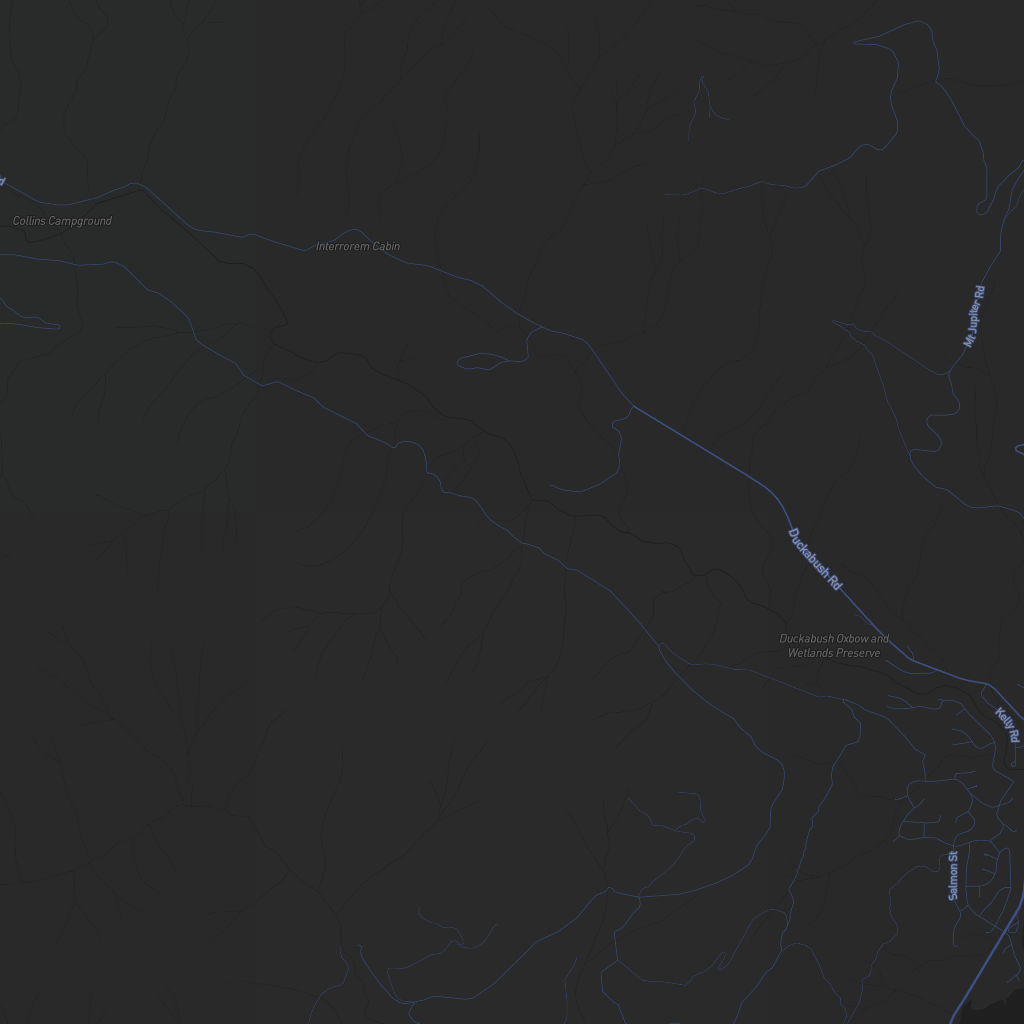 Collins Campground
Interrorem Cabin
Mt Jupiter Rd
Duckabush Rd
Duckabush Oxbow and
Wetlands Preserve
Kelly Rd
Salmon St